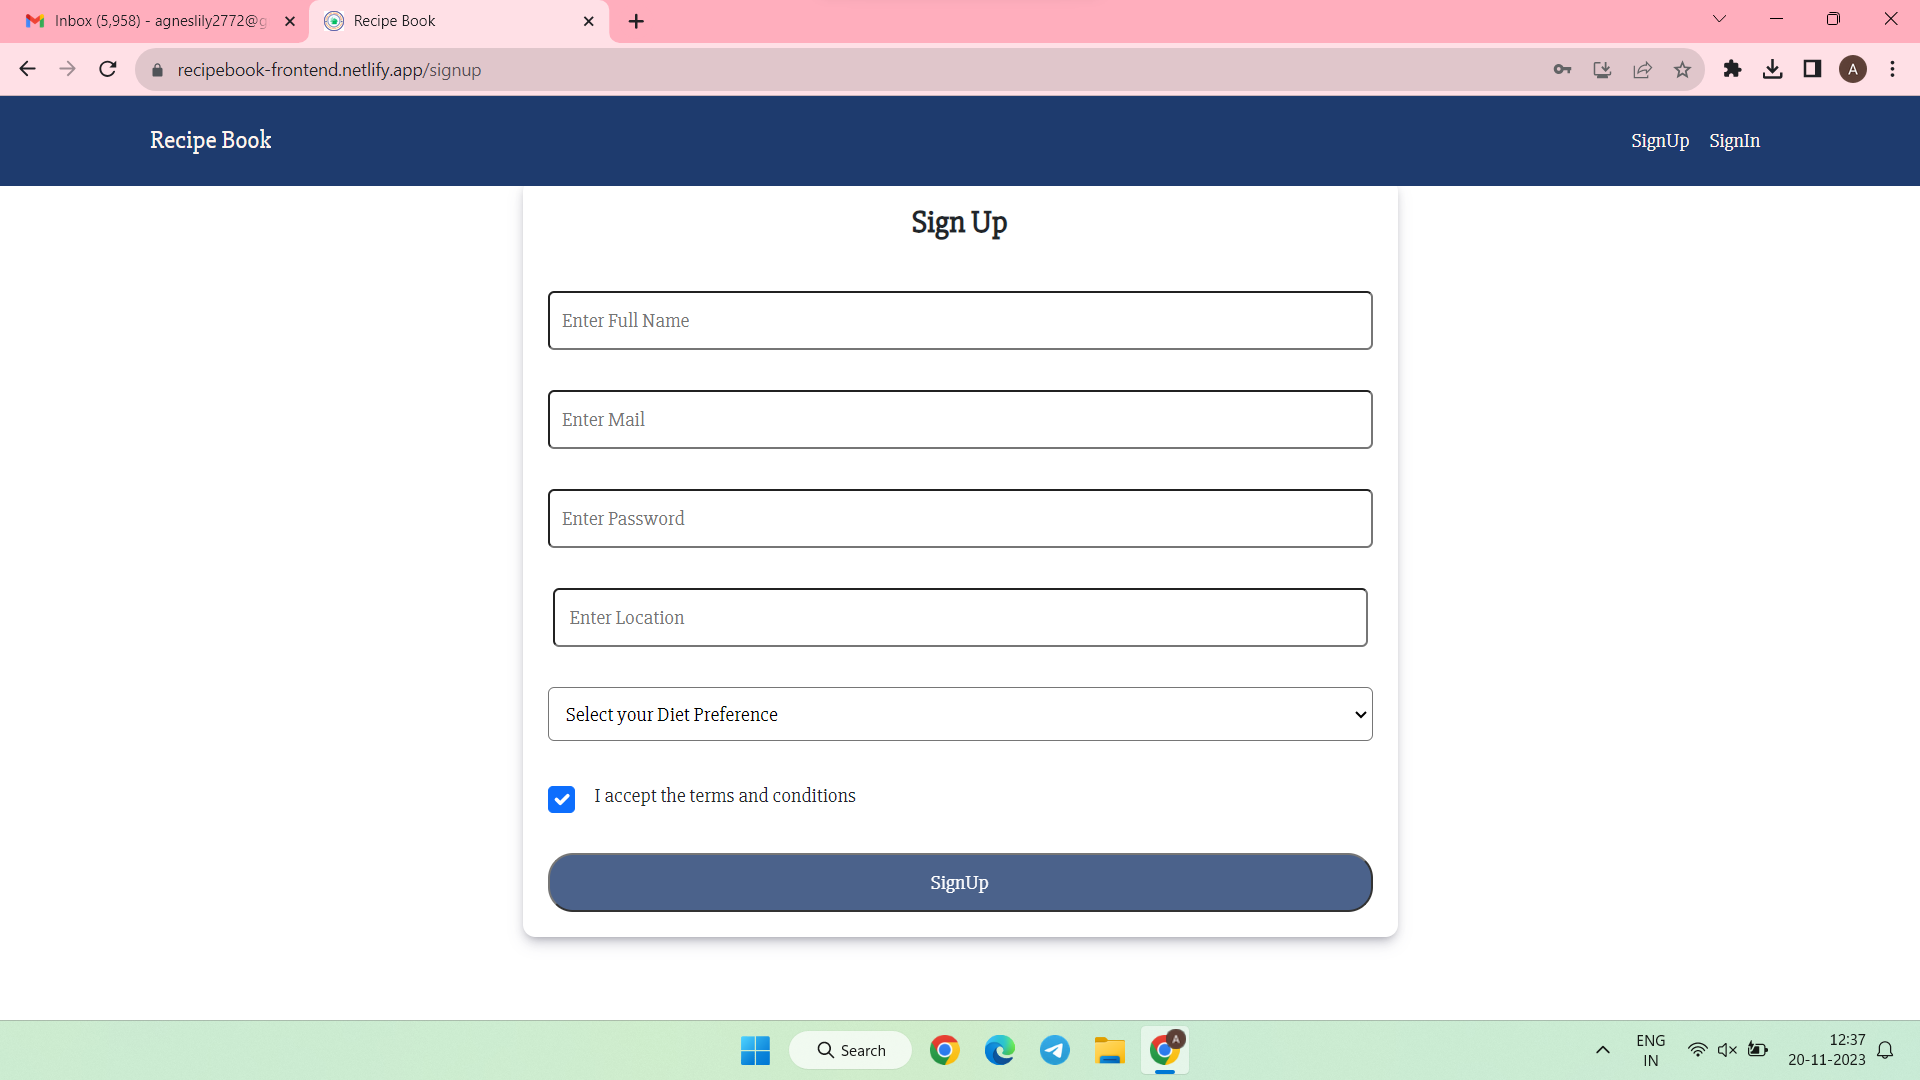 Inbox (5,958) - agneslily2772@g
Recipe Book
recipebook-frontend.netlify.app/signup
A
Recipe Book
SignUp
SignIn
Sign Up
Enter Full Name
Enter Mail
Enter Password
Enter Location
Select your Diet Preference
I accept the terms and conditions
SignUp
Search
A
ENG
IN
12:37
20-11-2023